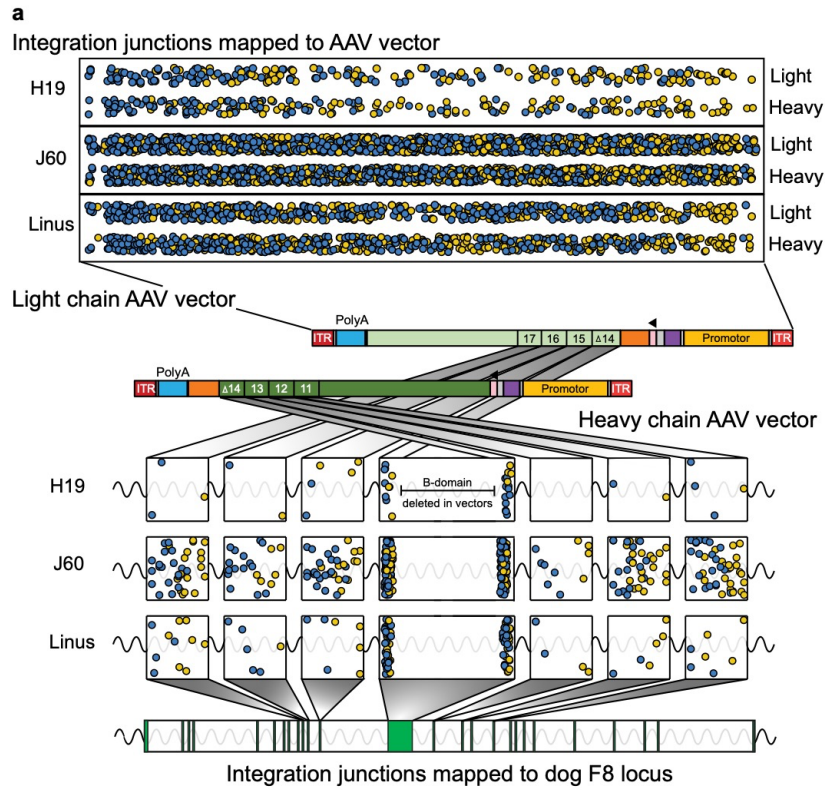 a
Integration junctions mapped to AAV vector
H19
Light
Heavy
J60
Light
Heavy
Linus
Light
Heavy
Light chain AAV vector
PolyA
ITR
17
16
15
Δ14
Promotor
ITR
PolyA
ITR
Δ14
13
12
11
Promotor
ITR
Heavy chain AAV vector
H19
B-domain
deleted in vectors
J60
Linus
Integration junctions mapped to dog F8 locus